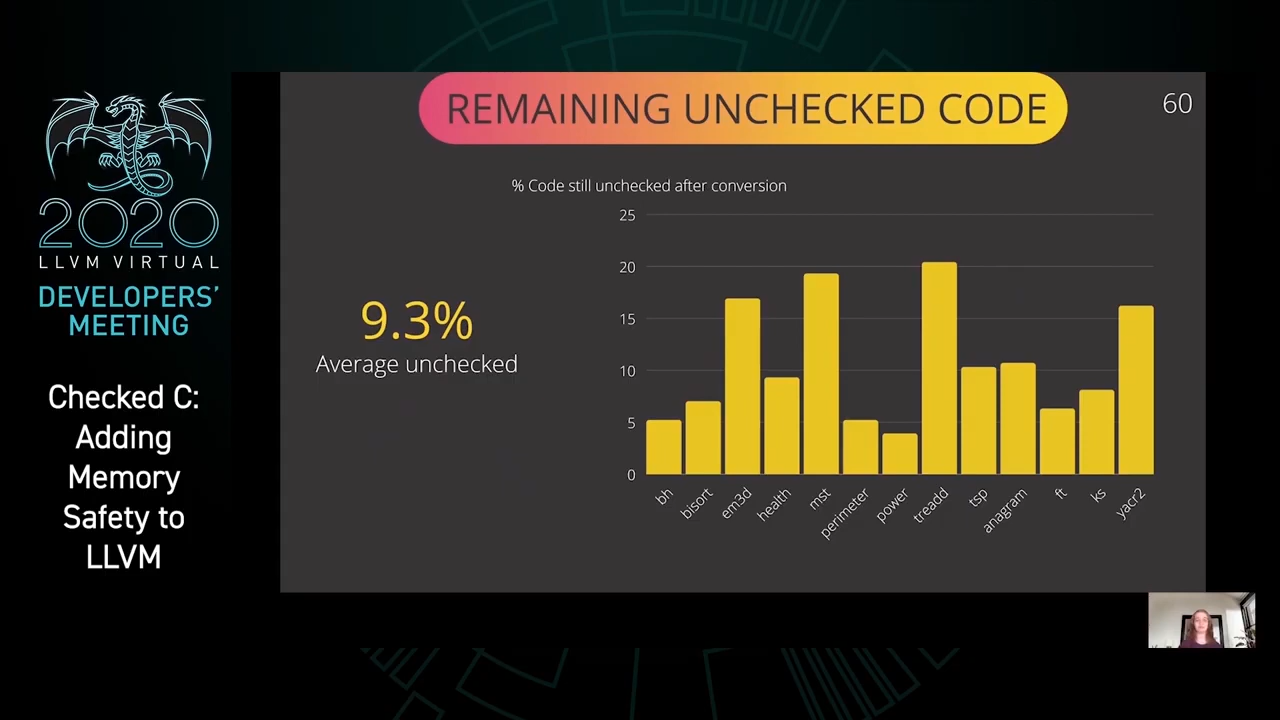 2020
LLVM VIRTUAL
DEVELOPERS'
MEETING
Checked C:
Adding
Memory
Safety to
LLVM
REMAINING UNCHECKED CODE
60
% Code still unchecked after conversion
9.3%
Average unchecked
25
20
15
10
5
0
bh
bisort
em3d
health
mst
perimeter
power
treadd
tsp
anagram
ft
ks
yacr2